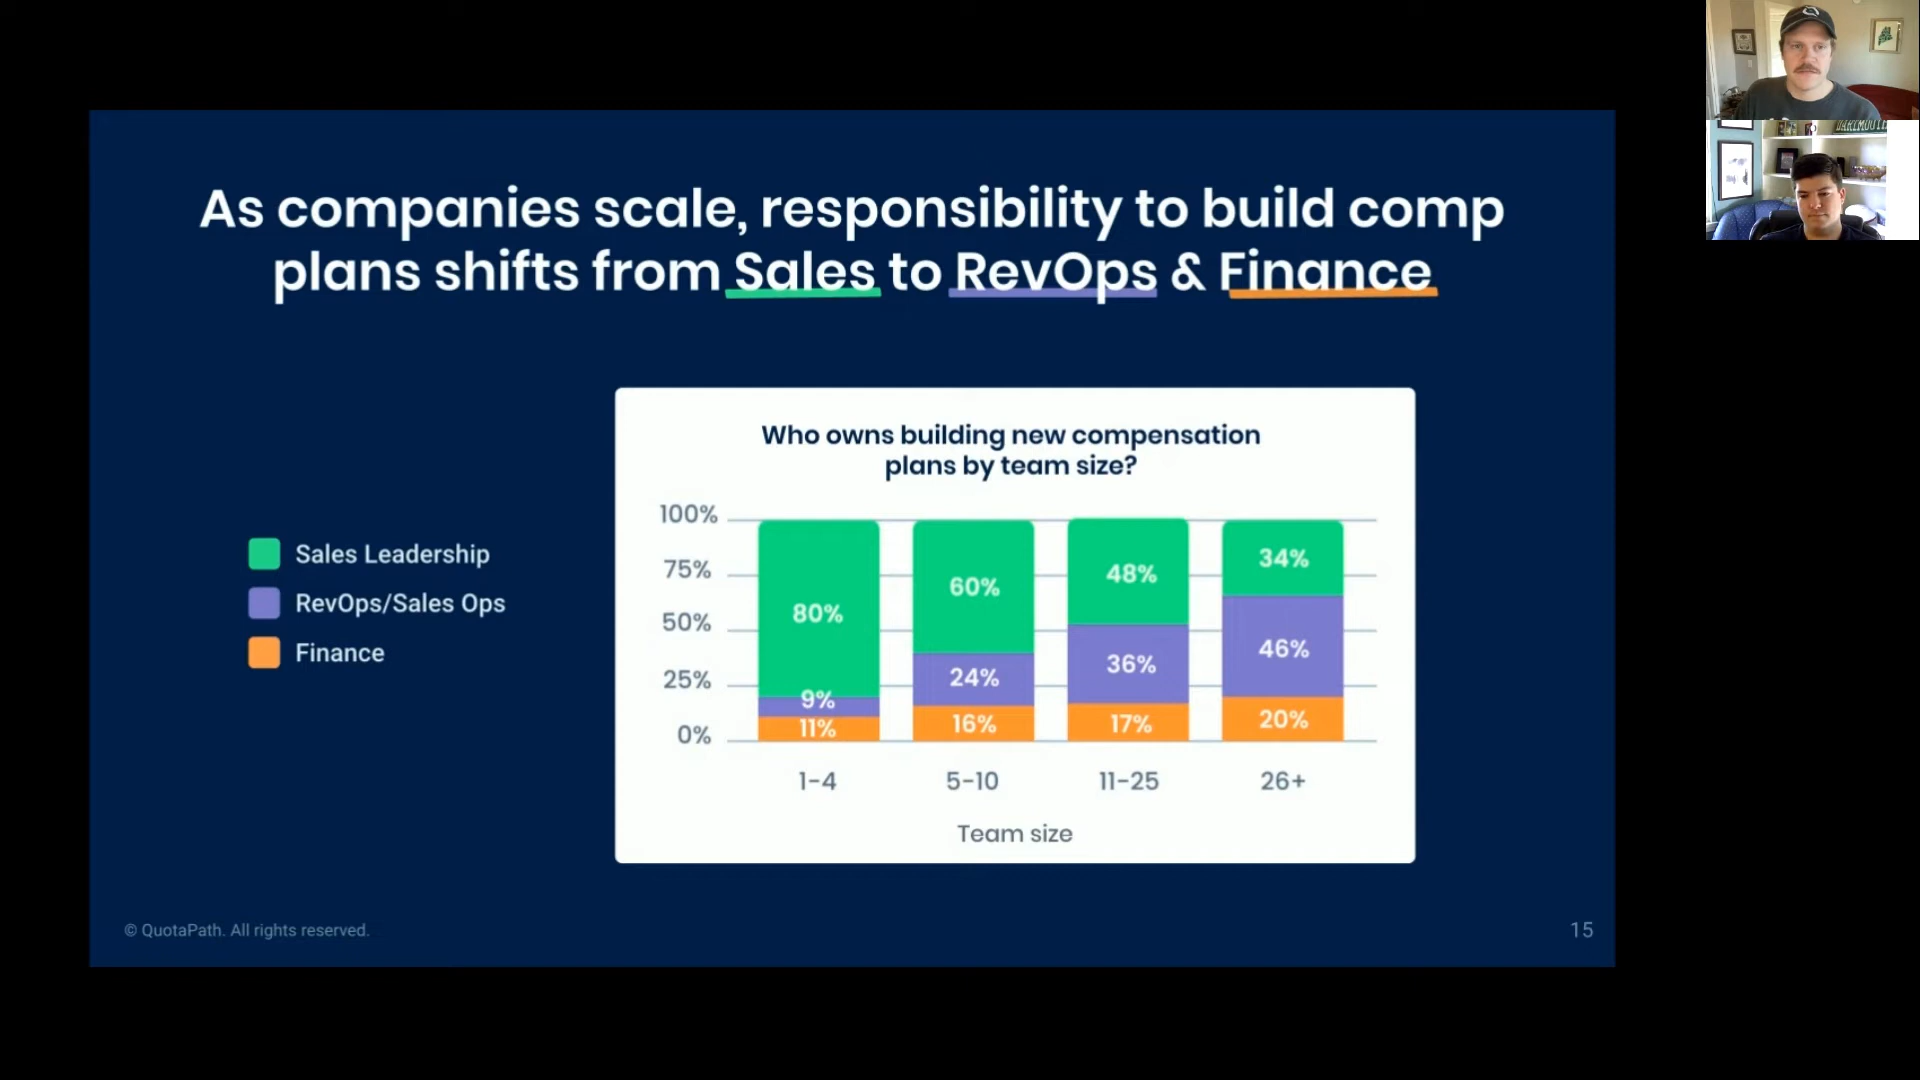 As companies scale, responsibility to build comp
plans shifts from Sales to RevOps & Finance
Sales Leadership
RevOps/Sales Ops
Finance
Who owns building new compensation
plans by team size?
100%
75%
50%
25%
0%
80%
9%
11%
60%
24%
16%
48%
36%
17%
34%
46%
20%
1-4
5-10
11-25
26+
Team size
© QuotaPath. All rights reserved.
15
DARTMOUTH